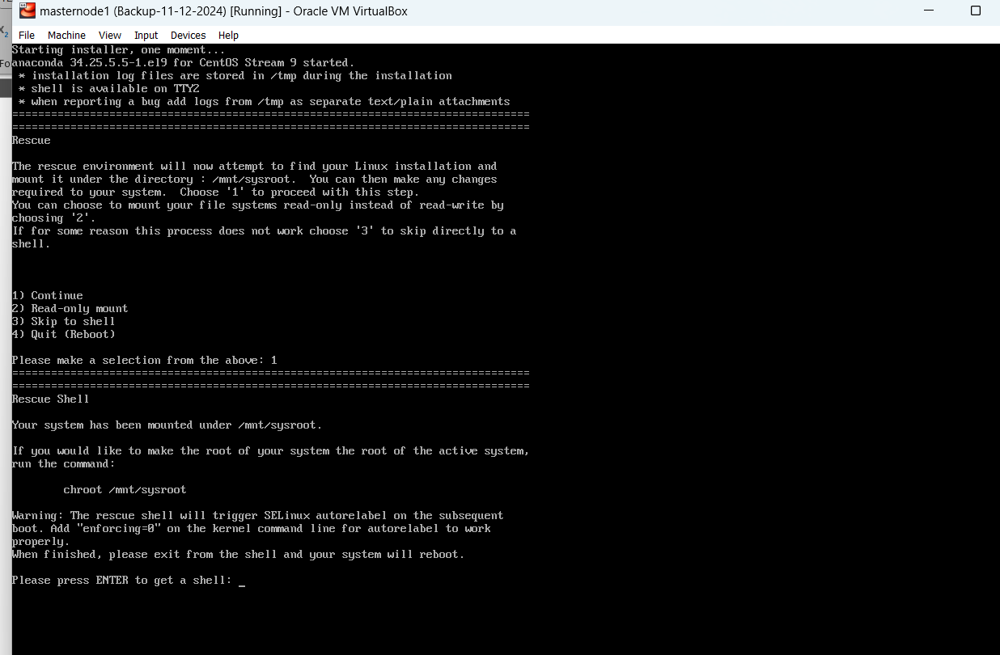 masternode1 (Backup-11-12-2024) [Running] - Oracle VM VirtualBox
File Machine View Input Devices Help
Starting installer, one moment...
anaconda 34.25.5.5-1.el9 for CentOS Stream 9 started.
* installation log files are stored in /tmp during the installation
* shell is available on TTY2
* when reporting a bug add logs from /tmp as separate text/plain attachments
================================================================================
================================================================================
Rescue
The rescue environment will now attempt to find your Linux installation and
mount it under the directory : /mnt/sysroot.  You can then make any changes
required to your system.  Choose '1' to proceed with this step.
You can choose to mount your file systems read-only instead of read-write by
choosing '2'.
If for some reason this process does not work choose '3' to skip directly to a
shell.
1) Continue
2) Read-only mount
3) Skip to shell
4) Quit (Reboot)
Please make a selection from the above: 1
================================================================================
================================================================================
Rescue Shell
Your system has been mounted under /mnt/sysroot.
If you would like to make the root of your system the root of the active system,
run the command:
chroot /mnt/sysroot
Warning: The rescue shell will trigger SELinux autorelabel on the subsequent
boot. Add "enforcing=0" on the kernel command line for autorelabel to work
properly.
When finished, please exit from the shell and your system will reboot.
Please press ENTER to get a shell: _